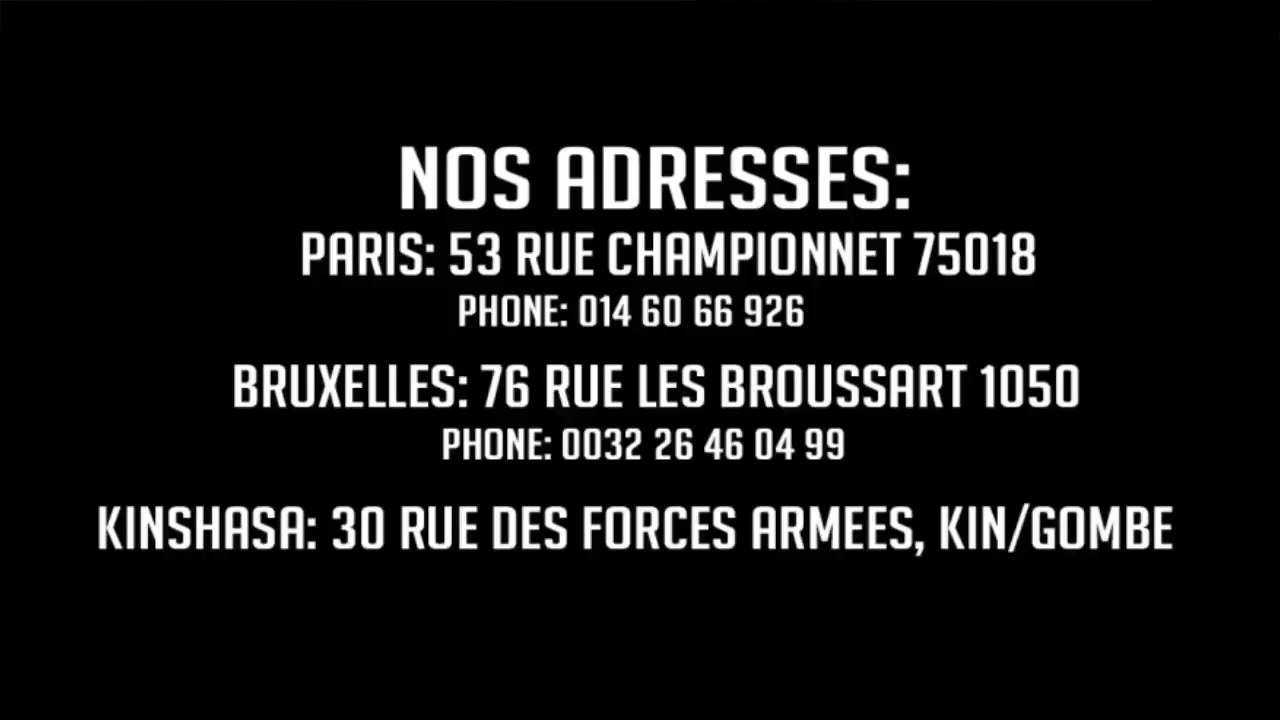 NOS ADRESSES:
PARIS: 53 RUE CHAMPIONNET 75018
PHONE: 014 60 66 926
BRUXELLES: 76 RUE LES BROUSSART 1050
PHONE: 0032 26 46 04 99
KINSHASA: 30 RUE DES FORCES ARMEES, KIN/GOMBE